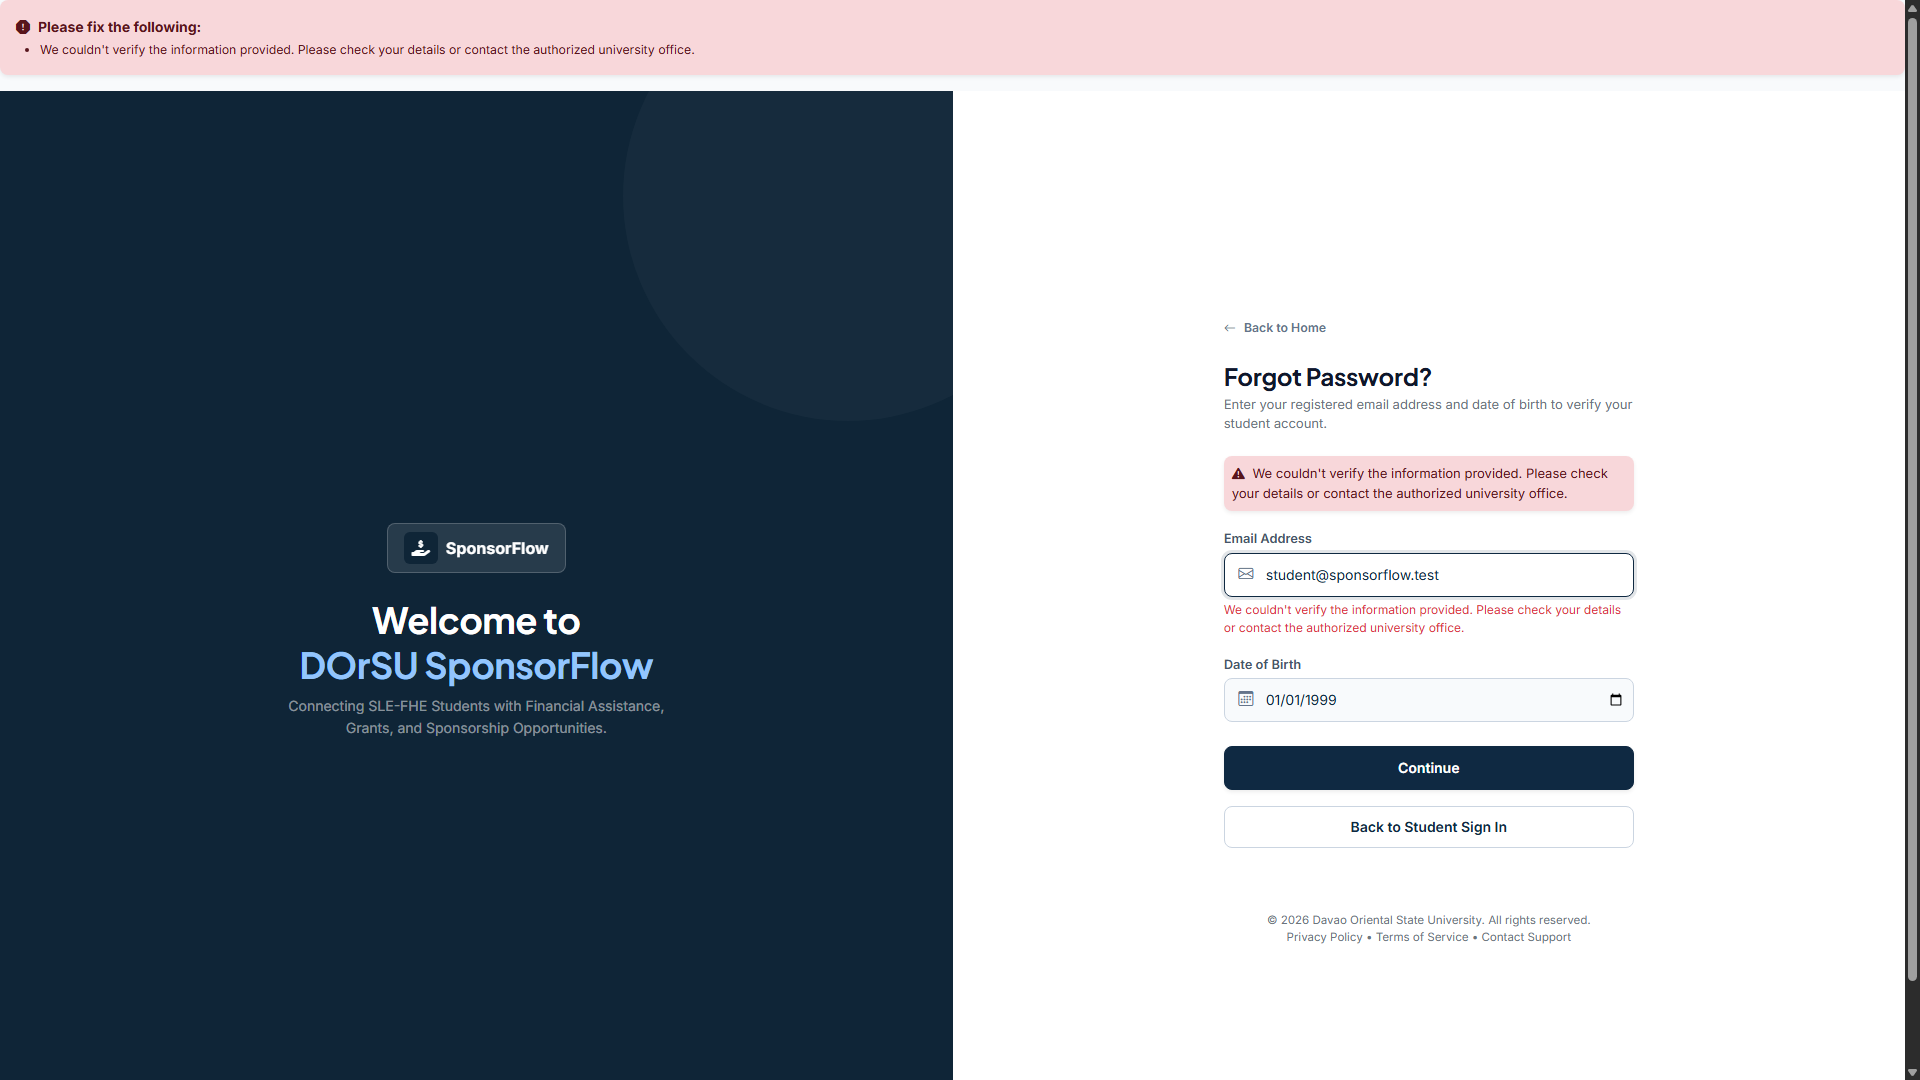 Please fix the following:
• We couldn't verify the information provided. Please check your details or contact the authorized university office.
SponsorFlow
Welcome to
DOrSU SponsorFlow
Connecting SLE-FHE Students with Financial Assistance,
Grants, and Sponsorship Opportunities.
← Back to Home
Forgot Password?
Enter your registered email address and date of birth to verify your
student account.
We couldn't verify the information provided. Please check
your details or contact the authorized university office.
Email Address
student@sponsorflow.test
We couldn't verify the information provided. Please check your details
or contact the authorized university office.
Date of Birth
01/01/1999
Continue
Back to Student Sign In
© 2026 Davao Oriental State University. All rights reserved.
Privacy Policy • Terms of Service • Contact Support